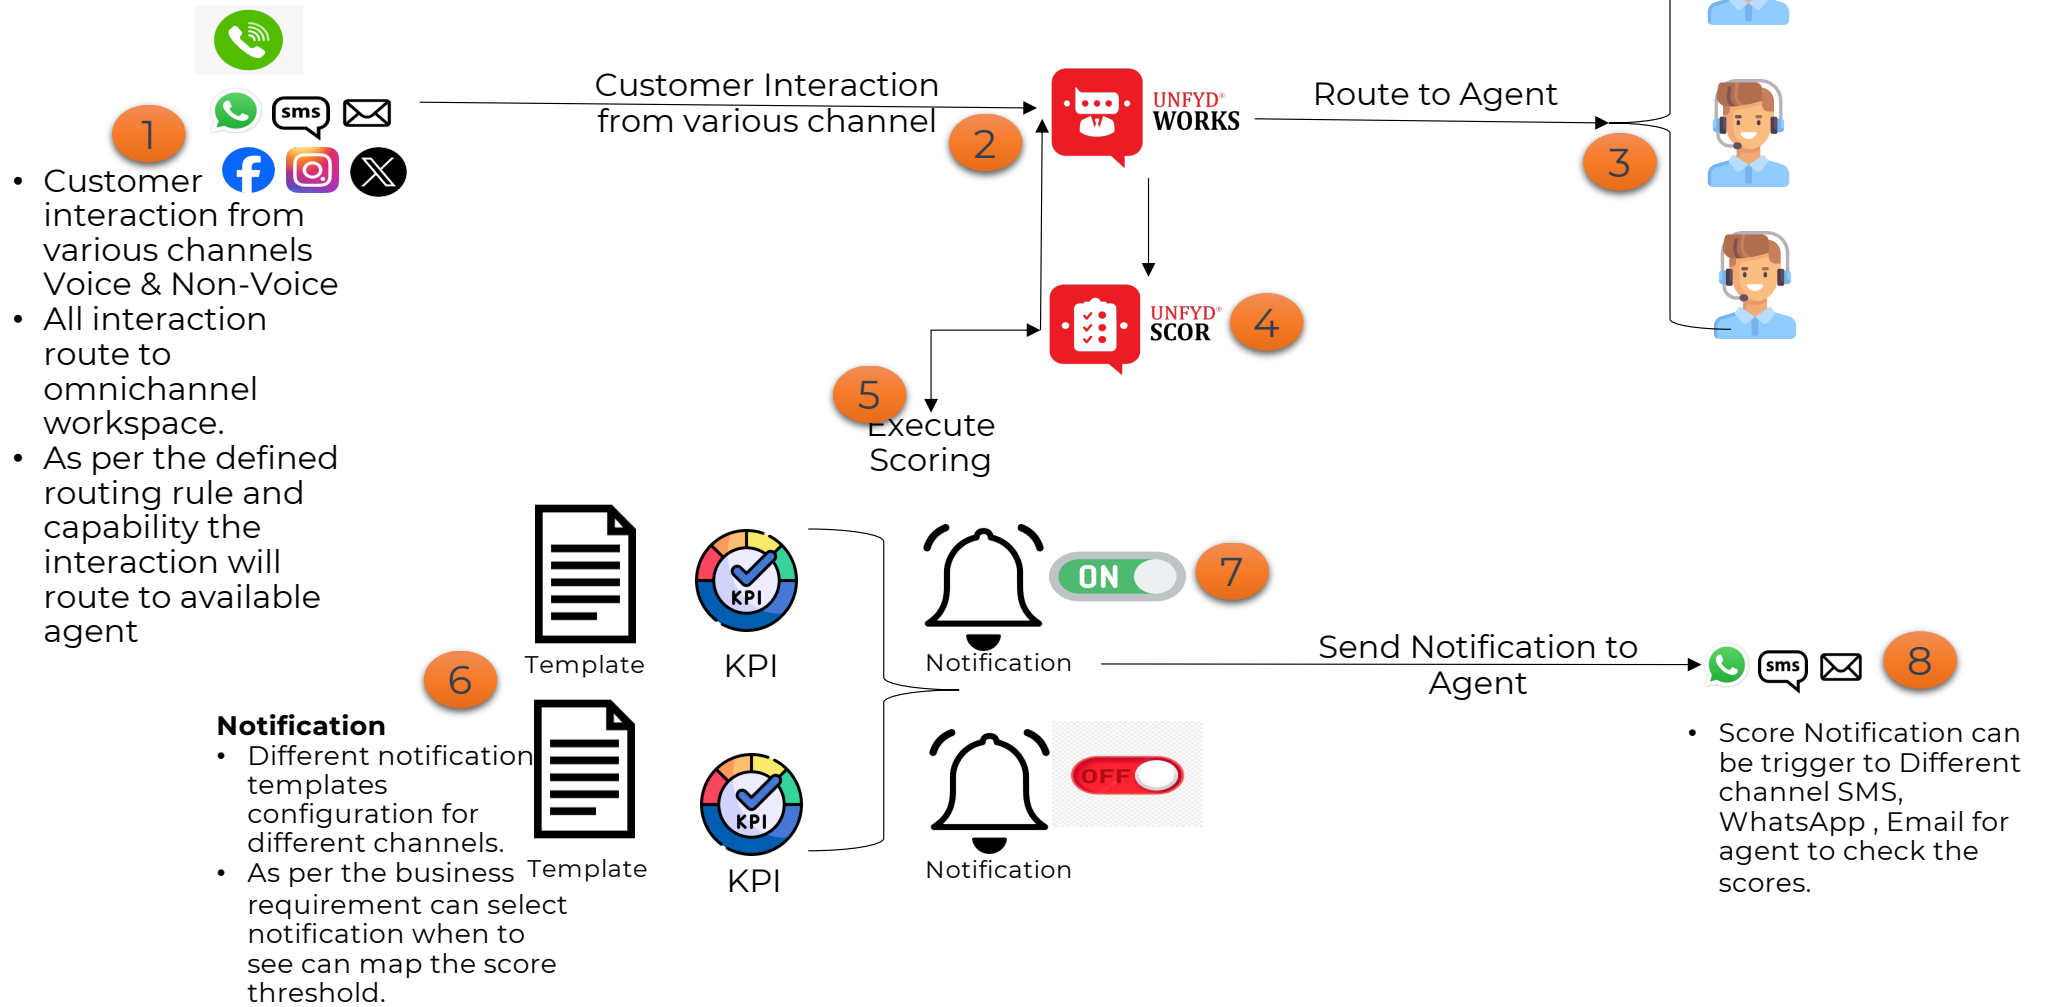 1
sms
• Customer
interaction from
various channels
Voice & Non-Voice
• All interaction
route to
omnichannel
workspace.
• As per the defined
routing rule and
capability the
interaction will
route to available
agent
Customer Interaction
from various channel
2
UNFYD®
WORKS
Route to Agent
3
UNFYD®
SCOR
4
5
Execute
Scoring
6
Template
KPI
KPI
Notification
ON
7
Template
KPI
KPI
Notification
OFF
Notification
• Different notification
templates
configuration for
different channels.
• As per the business
requirement can select
notification when to
see can map the score
threshold.
Send Notification to
Agent
sms
8
• Score Notification can
be trigger to Different
channel SMS,
WhatsApp , Email for
agent to check the
scores.